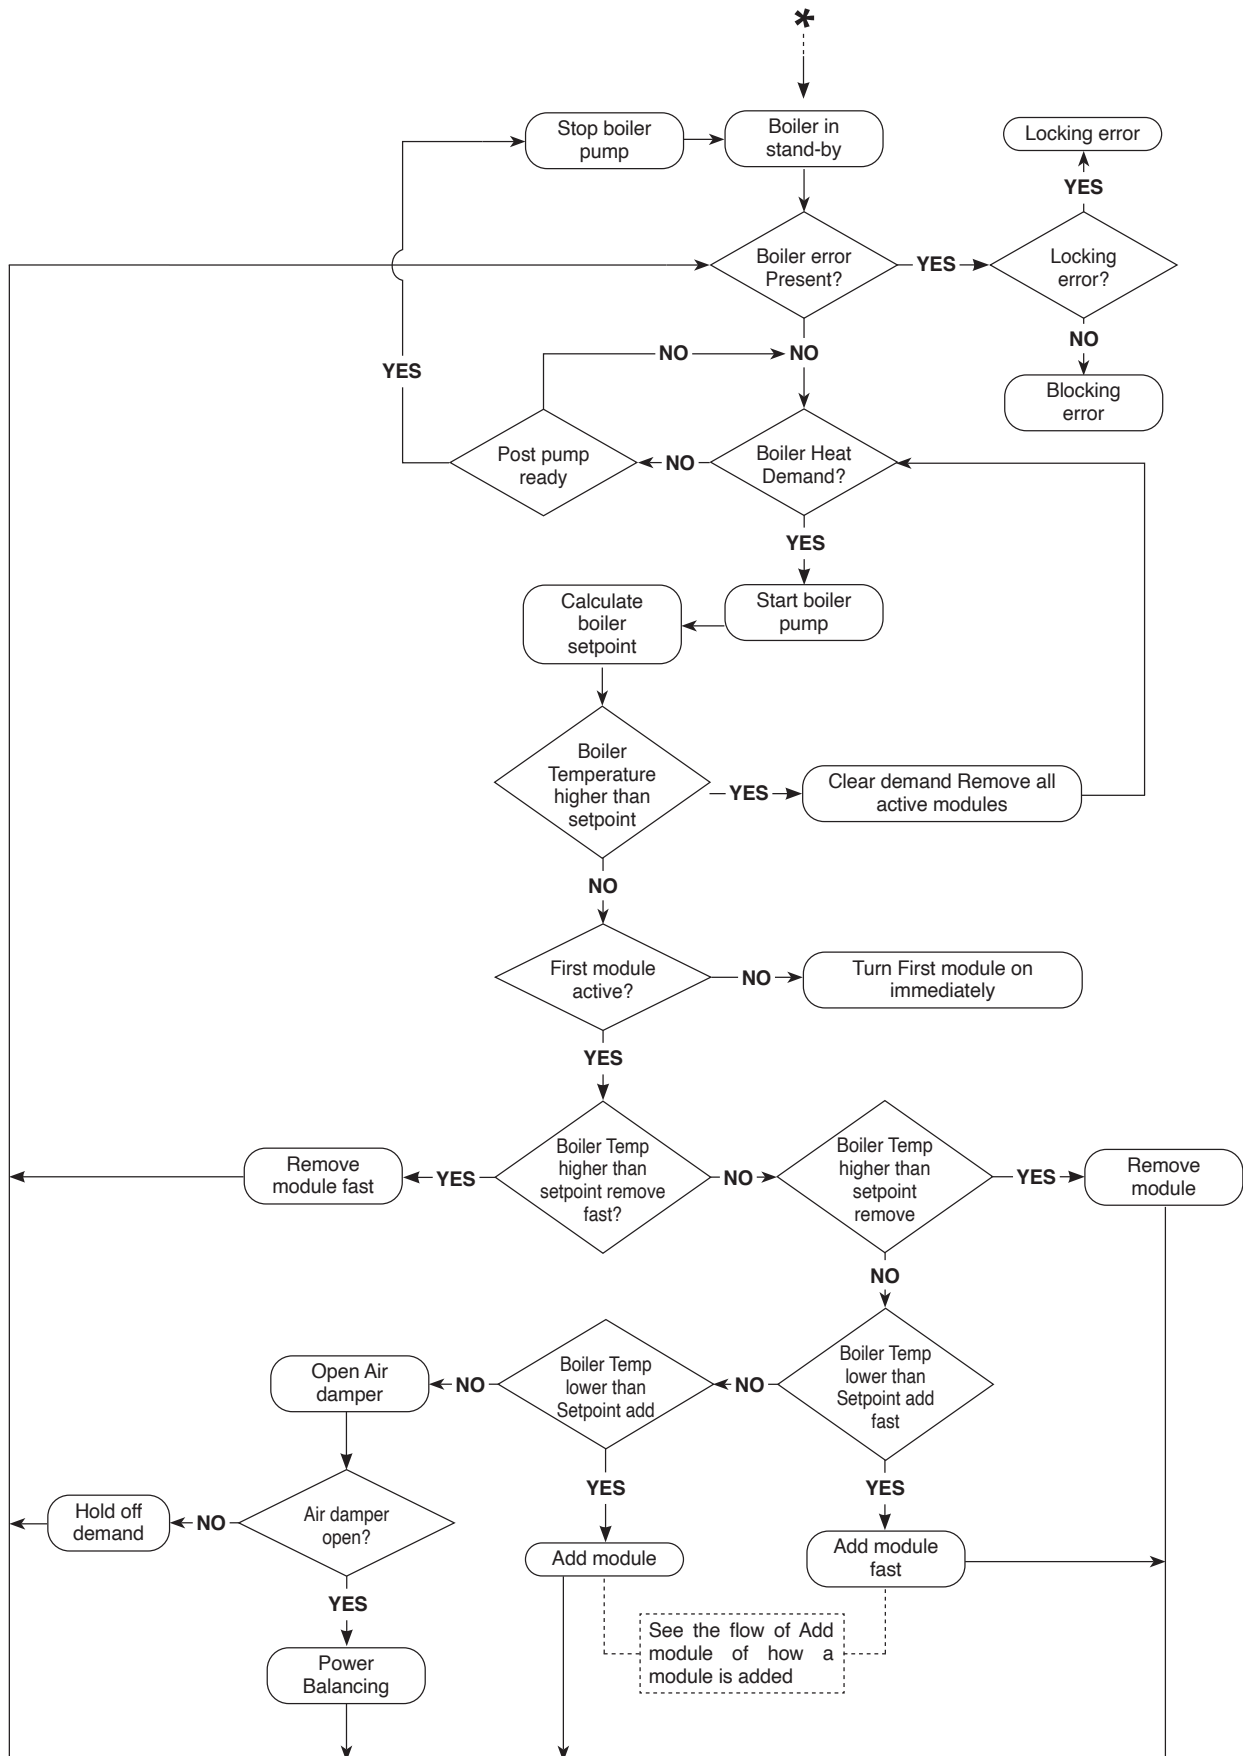 *
Stop boiler
pump
Boiler in
stand-by
Locking error
YES
Boiler error
Present?
YES
Locking
error?
NO
NO
NO
YES
Blocking
error
Post pump
ready
NO
Boiler Heat
Demand?
YES
Calculate
boiler
setpoint
Start boiler
pump
Boiler
Temperature
higher than
setpoint
YES
Clear demand Remove all
active modules
NO
First module
active?
NO
Turn First module on
immediately
YES
Remove
module fast
YES
Boiler Temp
higher than
setpoint remove
fast?
NO
Boiler Temp
higher than
setpoint
remove
YES
Remove
module
NO
Open Air
damper
NO
Boiler Temp
lower than
Setpoint add
NO
Boiler Temp
lower than
Setpoint add
fast
YES
YES
Hold off
demand
NO
Air damper
open?
Add module
Add module
fast
YES
See the flow of Add
module of how a
module is added
Power
Balancing